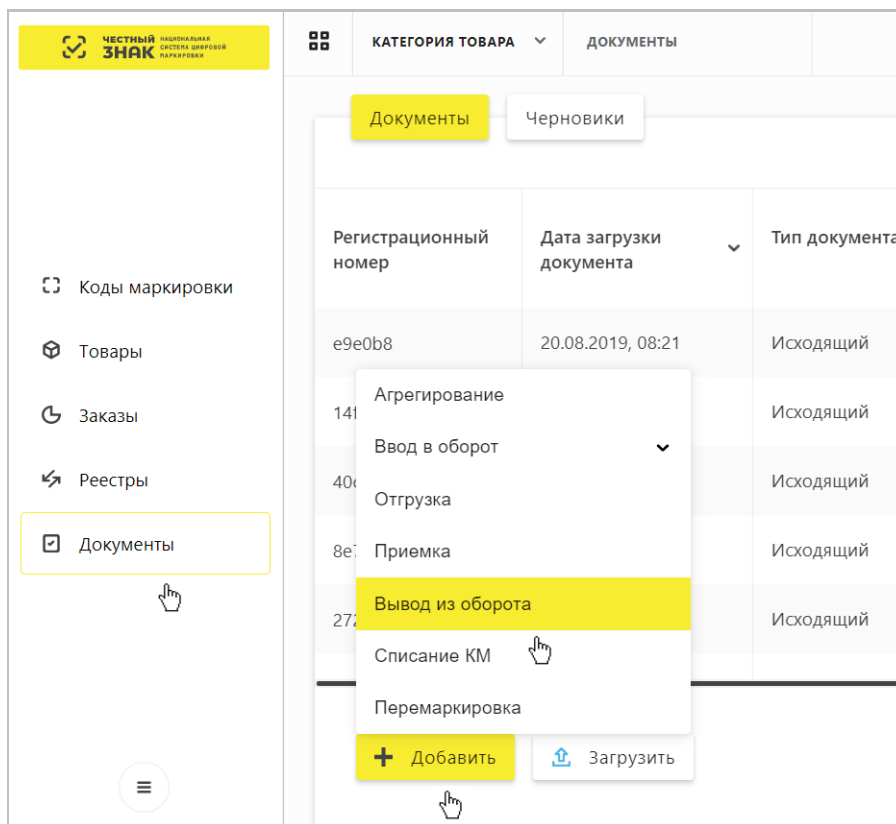 ЧЕСТНЫЙ ЗНАК
НАЦИОНАЛЬНАЯ
СИСТЕМА ЦИФРОВОЙ
МАРКИРОВКИ
КАТЕГОРИЯ ТОВАРА
ДОКУМЕНТЫ
Документы
Черновики
Регистрационный
номер
Дата загрузки
документа
Тип документа
Коды маркировки
Товары
Заказы
Реестры
Документы
e9e0b8
20.08.2019, 08:21
Исходящий
Агрегирование
Исходящий
Ввод в оборот
Исходящий
Отгрузка
Приемка
Исходящий
Вывод из оборота
272
Исходящий
Списание КМ
Перемаркировка
Добавить
Загрузить